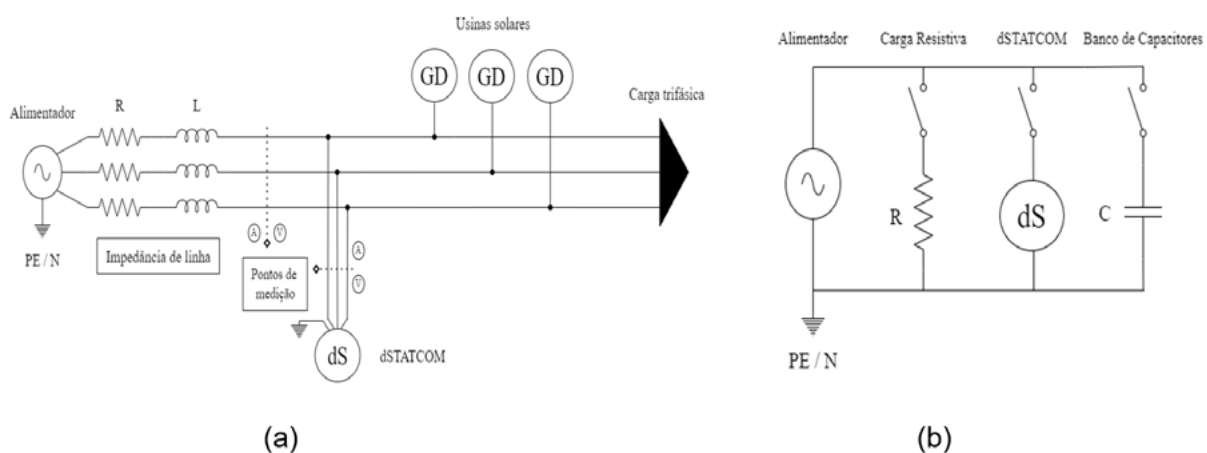 Usinas solares
GD
GD
GD
Carga trifásica
Alimentador
R
L
PE / N
Impedância de linha
A
V
Pontos de
medição
A
V
dS
dSTATCOM
(a)
Alimentador
Carga Resistiva
dSTATCOM
Banco de Capacitores
R
dS
C
PE / N
(b)